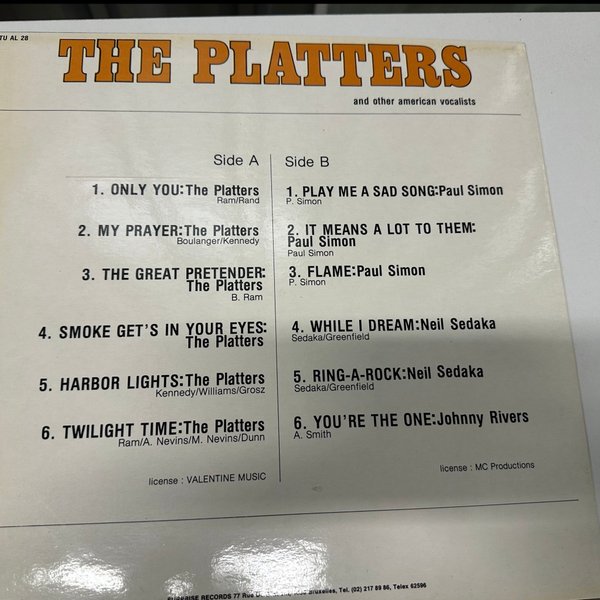 TU AL 28
THE PLATTERS
and other american vocalists
Side A
1. ONLY YOU:The Platters
Ram/Rand
2. MY PRAYER:The Platters
Boulanger/Kennedy
3. THE GREAT PRETENDER:
The Platters
B. Ram
4. SMOKE GET'S IN YOUR EYES:
The Platters
5. HARBOR LIGHTS:The Platters
Kennedy/Williams/Grosz
6. TWILIGHT TIME:The Platters
Ram/A. Nevins/M. Nevins/Dunn
license : VALENTINE MUSIC
Side B
1. PLAY ME A SAD SONG:Paul Simon
P. Simon
2. IT MEANS A LOT TO THEM:
Paul Simon
Paul Simon
3. FLAME:Paul Simon
P. Simon
4. WHILE I DREAM:Neil Sedaka
Sedaka/Greenfield
5. RING-A-ROCK:Neil Sedaka
Sedaka/Greenfield
6. YOU'RE THE ONE:Johnny Rivers
A. Smith
license : MC Productions
RECORDS 77 Rue Bruxelles, Tel. (02) 217 89 86, Telex 62596